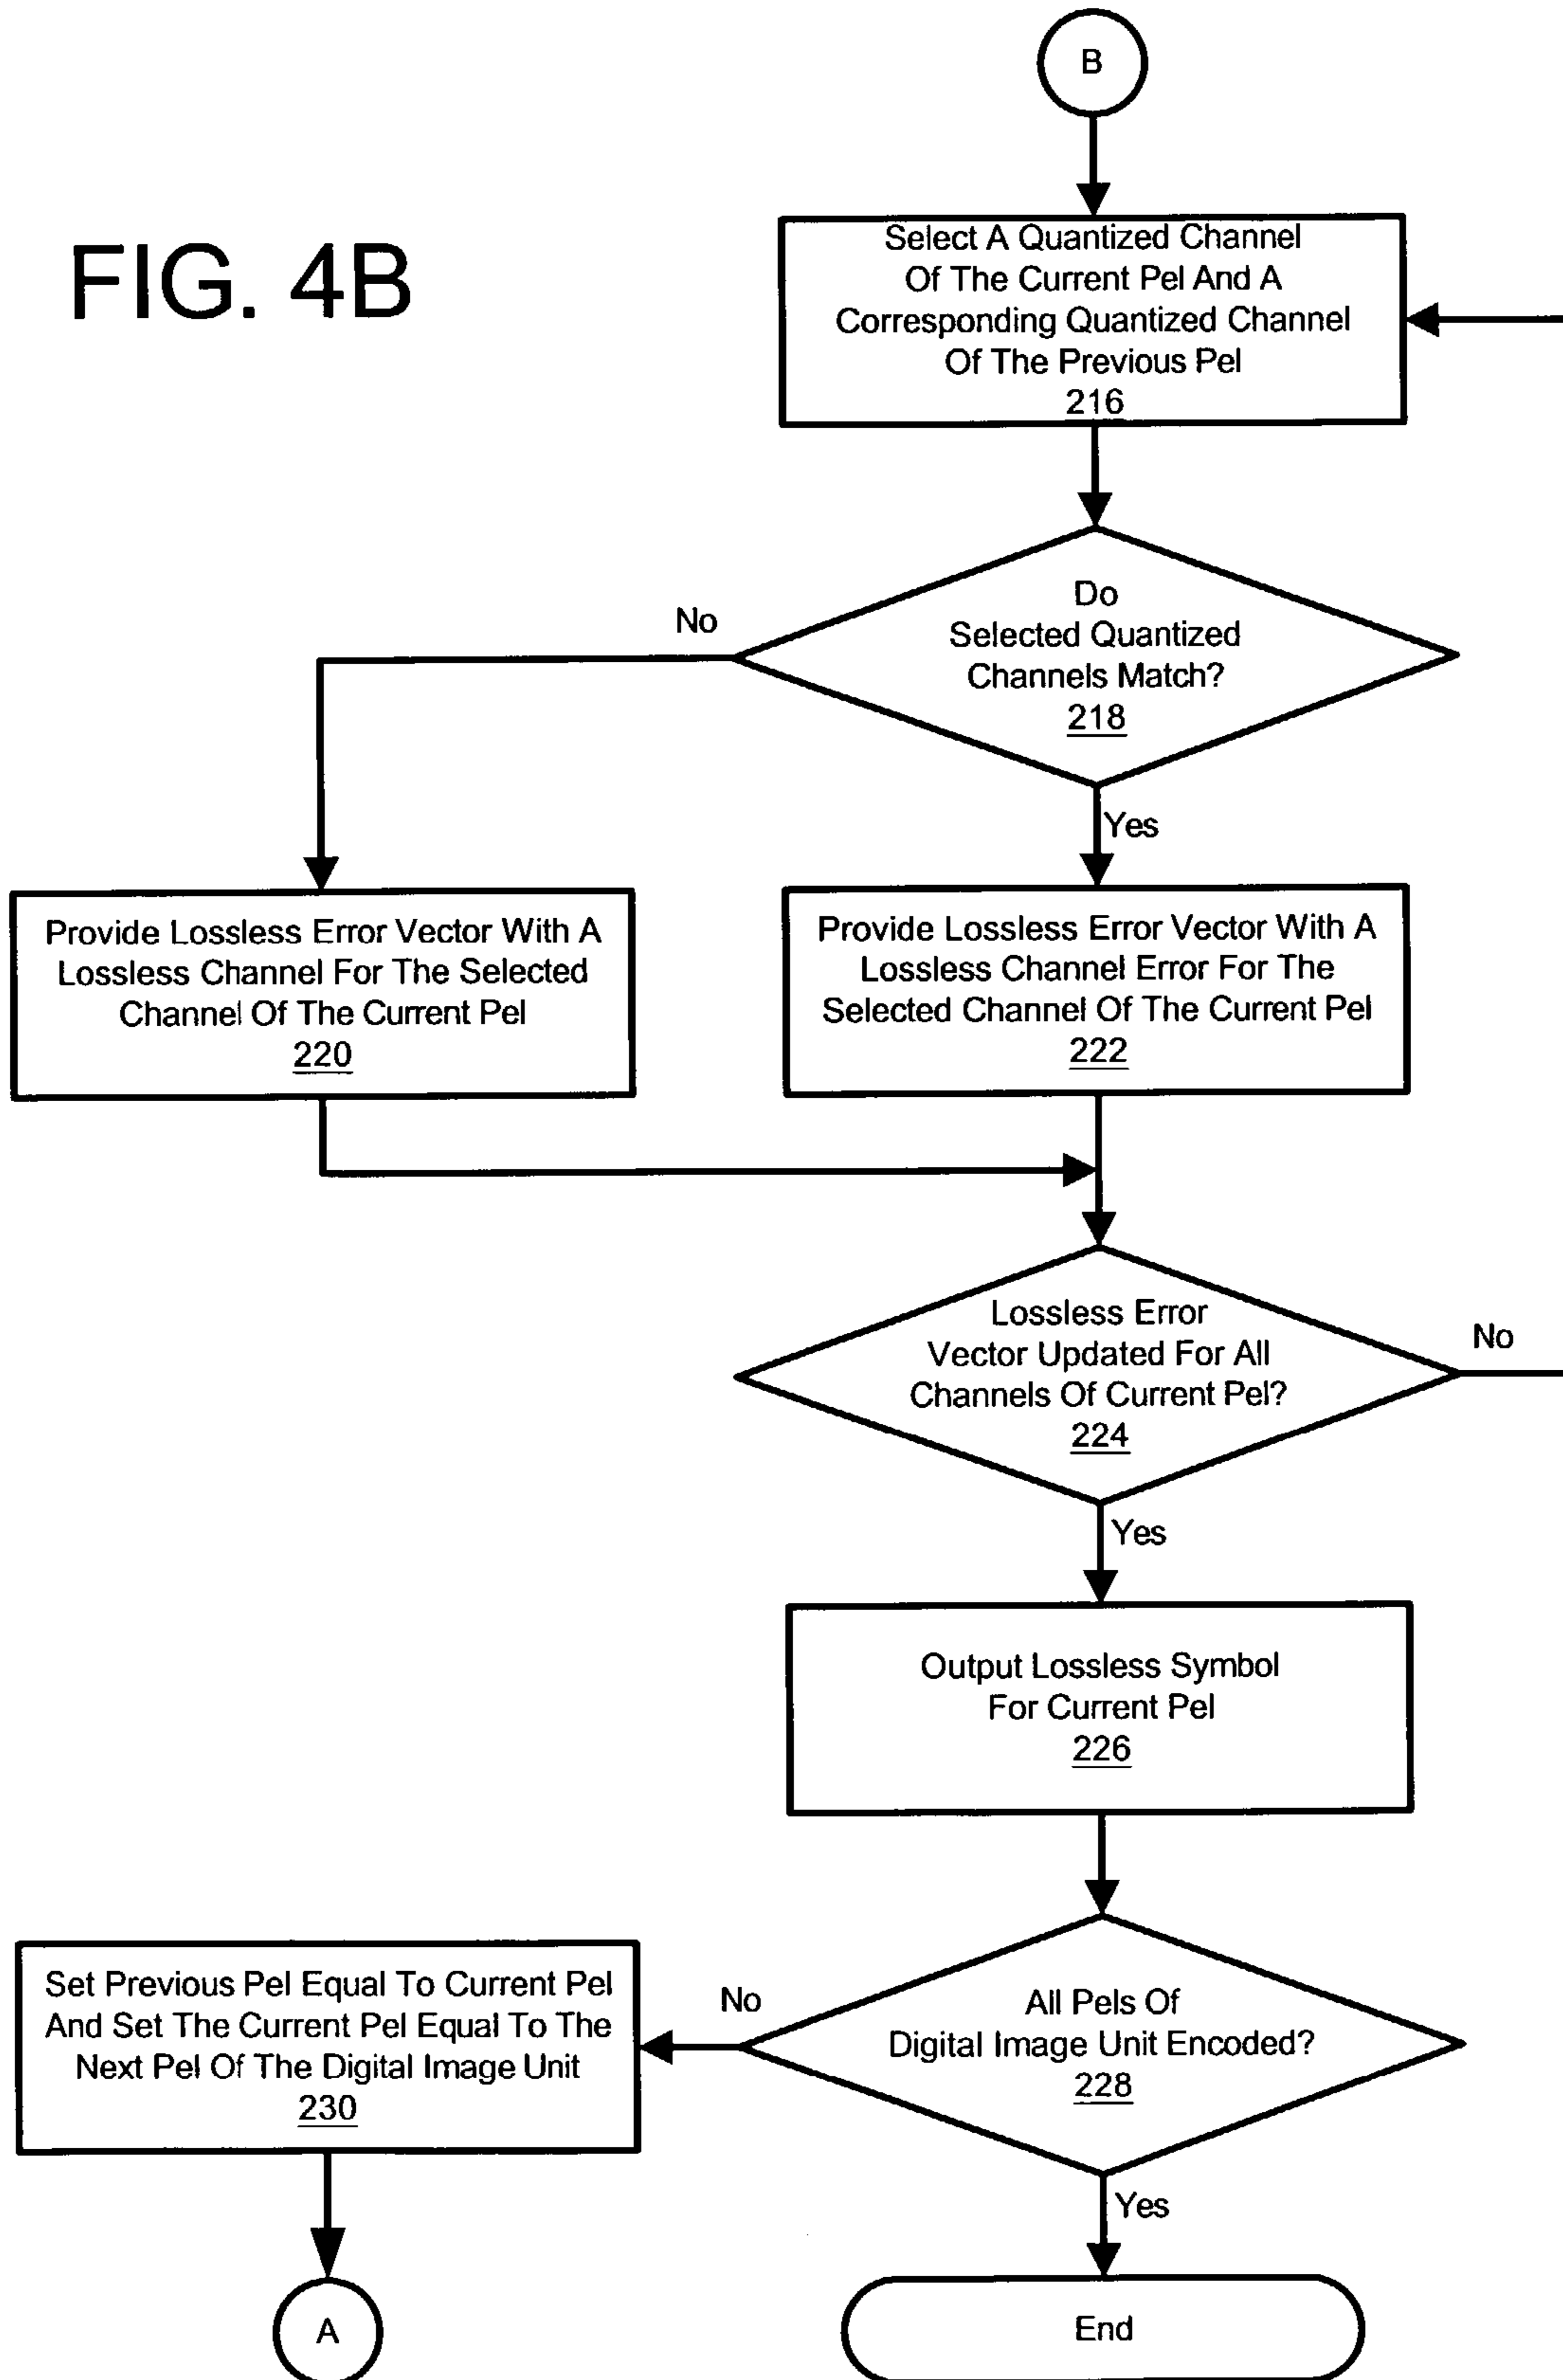 B
FIG. 4B
Select A Quantized Channel
Of The Current Pel And A
Corresponding Quantized Channel
Of The Previous Pel
216
Do
Selected Quantized
Channels Match?
218
No
Yes
Provide Lossless Error Vector With A
Lossless Channel For The Selected
Channel Of The Current Pel
220
Provide Lossless Error Vector With A
Lossless Channel Error For The
Selected Channel Of The Current Pel
222
Lossless Error
Vector Updated For All
Channels Of Current Pel?
224
No
Yes
Output Lossless Symbol
For Current Pel
226
All Pels Of
Digital Image Unit Encoded?
228
No
Set Previous Pel Equal To Current Pel
And Set The Current Pel Equal To The
Next Pel Of The Digital Image Unit
230
Yes
A
End